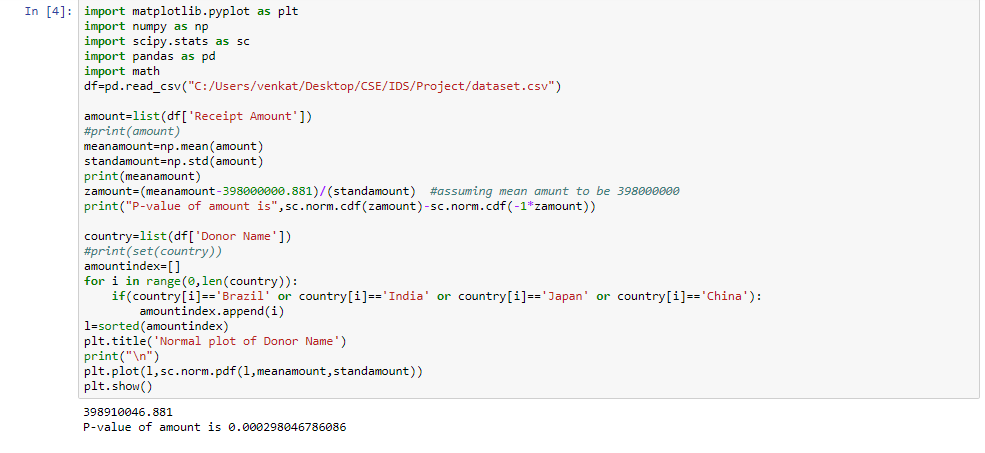 In [4]: import matplotlib.pyplot as plt
import numpy as np
import scipy.stats as sc
import pandas as pd
import math
df=pd.read_csv("C:/Users/venkat/Desktop/CSE/IDS/Project/dataset.csv")
amount=list(df['Receipt Amount'])
#print(amount)
meanamount=np.mean(amount)
standamount=np.std(amount)
print(meanamount)
zamount=(meanamount-398000000.881)/(standamount)  #assuming mean amunt to be 398000000
print("P-value of amount is",sc.norm.cdf(zamount)-sc.norm.cdf(-1*zamount))
country=list(df['Donor Name'])
#print(set(country))
amountindex=[]
for i in range(0,len(country)):
    if(country[i]=='Brazil' or country[i]=='India' or country[i]=='Japan' or country[i]=='China'):
        amountindex.append(i)
l=sorted(amountindex)
plt.title('Normal plot of Donor Name')
print("\n")
plt.plot(l,sc.norm.pdf(l,meanamount,standamount))
plt.show()
398910046.881
P-value of amount is 0.000298046786086